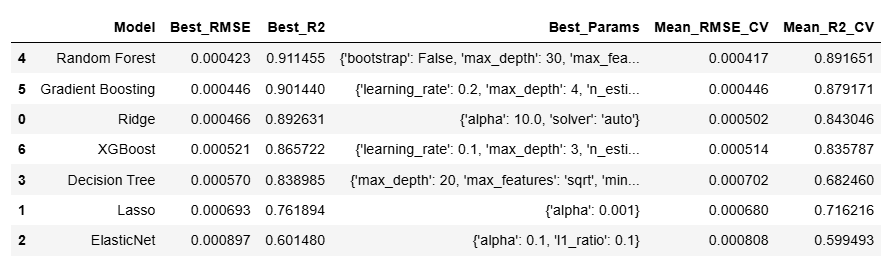 Model Best_RMSE Best_R2 Best_Params Mean_RMSE_CV Mean_R2_CV
4 Random Forest 0.000423 0.911455 {'bootstrap': False, 'max_depth': 30, 'max_fea... 0.000417 0.891651
5 Gradient Boosting 0.000446 0.901440 {'learning_rate': 0.2, 'max_depth': 4, 'n_esti... 0.000446 0.879171
0 Ridge 0.000466 0.892631 {'alpha': 10.0, 'solver': 'auto'} 0.000502 0.843046
6 XGBoost 0.000521 0.865722 {'learning_rate': 0.1, 'max_depth': 3, 'n_esti... 0.000514 0.835787
3 Decision Tree 0.000570 0.838985 {'max_depth': 20, 'max_features': 'sqrt', 'min... 0.000702 0.682460
1 Lasso 0.000693 0.761894 {'alpha': 0.001} 0.000680 0.716216
2 ElasticNet 0.000897 0.601480 {'alpha': 0.1, 'l1_ratio': 0.1} 0.000808 0.599493